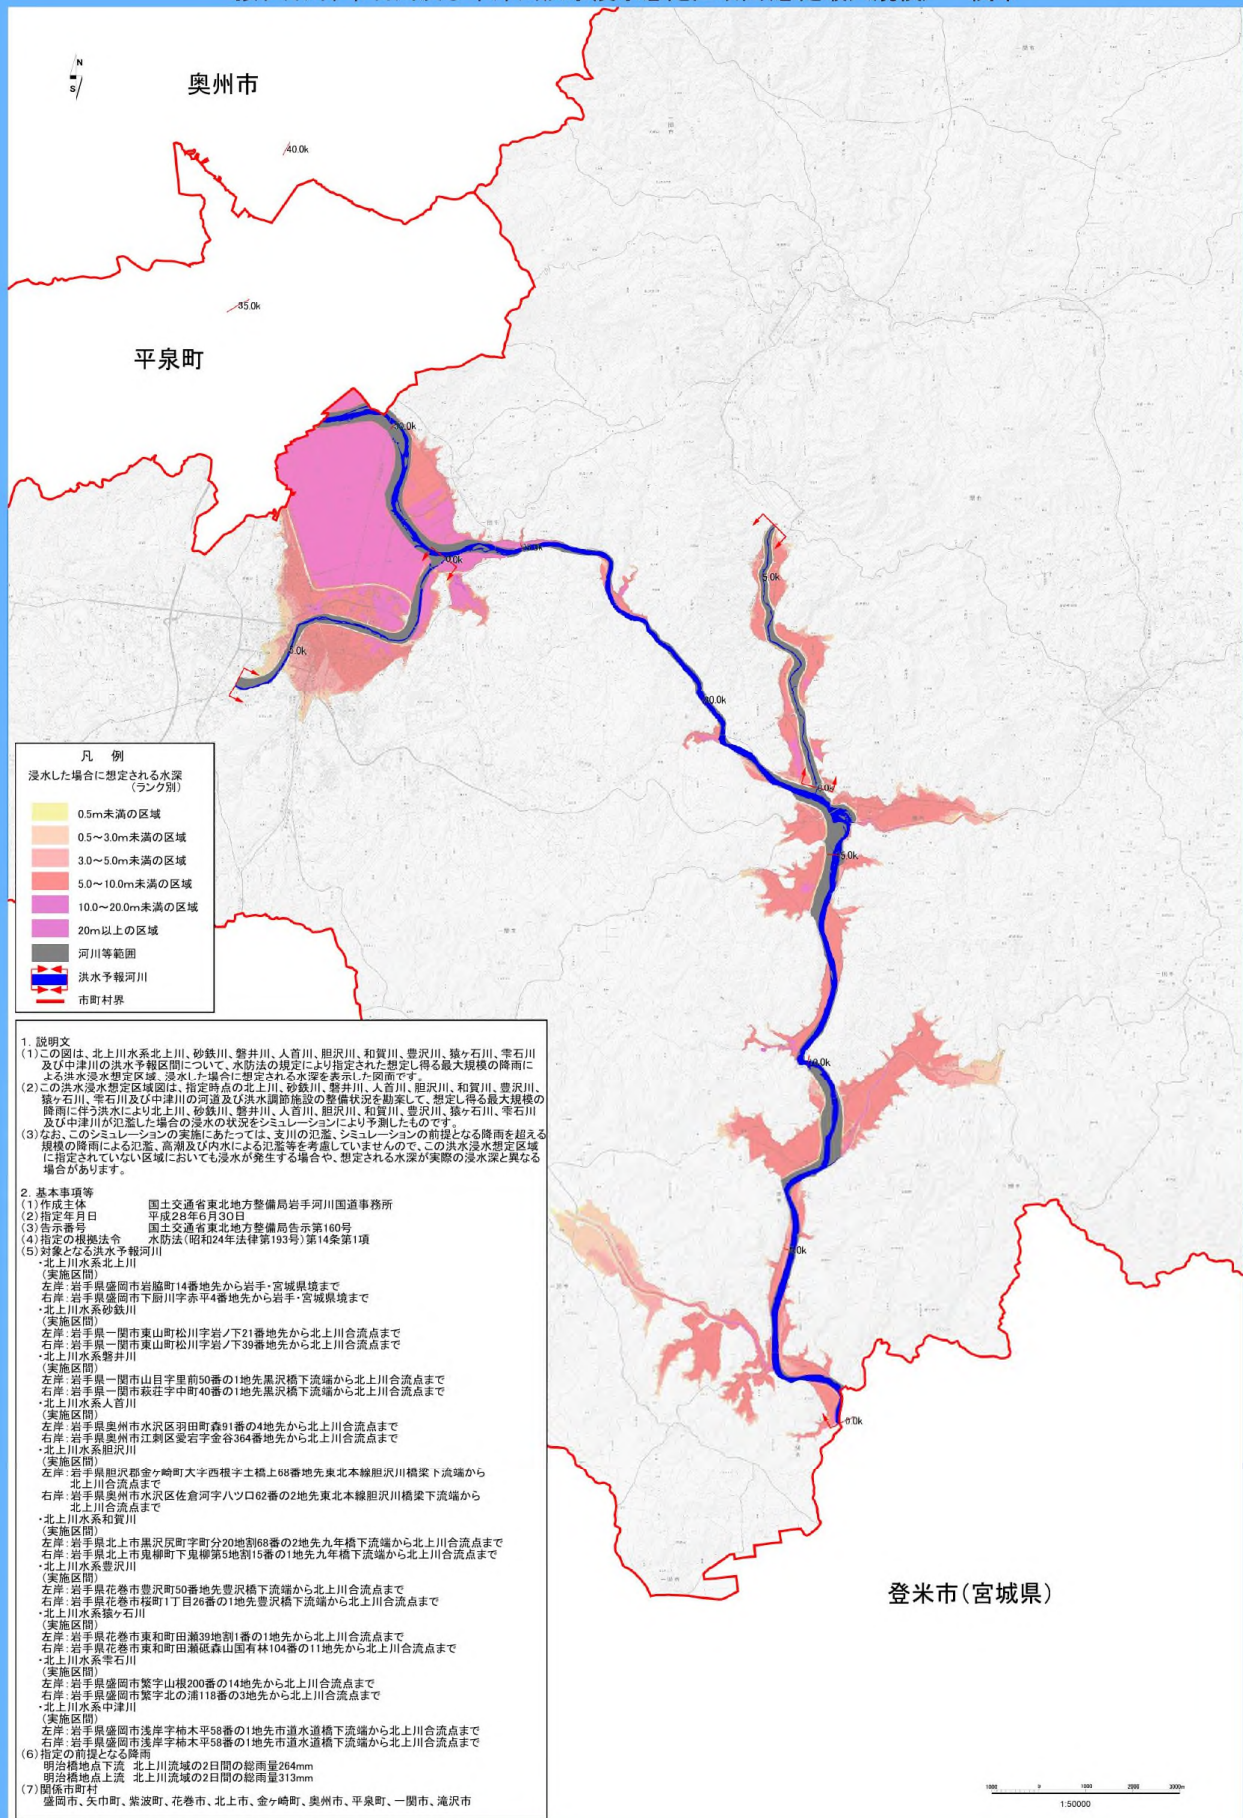 N
S
奥州市
40.0k
35.0k
平泉町
5.0k
凡 例
浸水した場合に想定される水深
(ランク別)
0.5m未満の区域
0.5～3.0m未満の区域
3.0～5.0m未満の区域
5.0～10.0m未満の区域
10.0～20.0m未満の区域
20m以上の区域
河川等範囲
洪水予報河川
市町村界
1. 説明文
(1)この図は、北上川水系北上川、砂鉄川、磐井川、人首川、胆沢川、和賀川、豊沢川、猿ヶ石川、雫石川
及び中津川の洪水予報区間について、水防法の規定により指定された想定し得る最大規模の降雨に
よる洪水浸水想定区域、浸水した場合に想定される水深を表示した図面です。
(2)この洪水浸水想定区域図は、指定時点の北上川、砂鉄川、磐井川、人首川、胆沢川、和賀川、豊沢川、
猿ヶ石川、雫石川及び中津川の河道及び洪水調節施設の整備状況を勘案して、想定し得る最大規模の
降雨に伴う洪水により北上川、砂鉄川、磐井川、人首川、胆沢川、和賀川、豊沢川、猿ヶ石川、雫石川
及び中津川が氾濫した場合の浸水の状況をシミュレーションにより予測したものです。
(3)なお、このシミュレーションの実施にあたっては、支川の氾濫、シミュレーションの前提となる降雨を超える
規模の降雨による氾濫、高潮及び内水による氾濫等を考慮していませんので、この洪水浸水想定区域
に指定されていない区域においても浸水が発生する場合や、想定される水深が実際の浸水深と異なる
場合があります。
2. 基本事項等
(1)作成主体 国土交通省東北地方整備局岩手河川国道事務所
(2)指定年月日 平成28年6月30日
(3)告示番号 国土交通省東北地方整備局告示第160号
(4)指定の根拠法令 水防法(昭和24年法律第193号)第14条第1項
(5)対象となる洪水予報河川
・北上川水系北上川
(実施区間)
左岸:岩手県盛岡市岩脇町14番地先から岩手・宮城県境まで
右岸:岩手県盛岡市下厨川字赤平4番地先から岩手・宮城県境まで
・北上川水系砂鉄川
(実施区間)
左岸:岩手県一関市東山町松川字岩ノ下21番地先から北上川合流点まで
右岸:岩手県一関市東山町松川字岩ノ下39番地先から北上川合流点まで
・北上川水系磐井川
(実施区間)
左岸:岩手県一関市山目字里前50番の1地先黒沢橋下流端から北上川合流点まで
右岸:岩手県一関市萩荘字中町40番の1地先黒沢橋下流端から北上川合流点まで
・北上川水系人首川
(実施区間)
左岸:岩手県奥州市水沢区羽田町森91番の4地先から北上川合流点まで
右岸:岩手県奥州市江刺区愛宕字金谷364番地先から北上川合流点まで
・北上川水系胆沢川
(実施区間)
左岸:岩手県胆沢郡金ヶ崎町大字西根字土橋上68番地先東北本線胆沢川橋梁下流端から
北上川合流点まで
右岸:岩手県奥州市水沢区佐倉河字八ツ口62番の2地先東北本線胆沢川橋梁下流端から
北上川合流点まで
・北上川水系和賀川
(実施区間)
左岸:岩手県北上市黒沢尻町字町分20地割68番の2地先九年橋下流端から北上川合流点まで
右岸:岩手県北上市鬼柳町下鬼柳第5地割15番の1地先九年橋下流端から北上川合流点まで
・北上川水系豊沢川
(実施区間)
左岸:岩手県花巻市豊沢町50番地先豊沢橋下流端から北上川合流点まで
右岸:岩手県花巻市桜町1丁目26番の1地先豊沢橋下流端から北上川合流点まで
・北上川水系猿ヶ石川
(実施区間)
左岸:岩手県花巻市東和町田瀬39地割1番の1地先から北上川合流点まで
右岸:岩手県花巻市東和町田瀬砥森山国有林104番の11地先から北上川合流点まで
・北上川水系雫石川
(実施区間)
左岸:岩手県盛岡市繋字山根200番の14地先から北上川合流点まで
右岸:岩手県盛岡市繋字北の浦118番の3地先から北上川合流点まで
・北上川水系中津川
(実施区間)
左岸:岩手県盛岡市浅岸字柿木平58番の1地先市道水道橋下流端から北上川合流点まで
右岸:岩手県盛岡市浅岸字柿木平58番の1地先市道水道橋下流端から北上川合流点まで
(6)指定の前提となる降雨
明治橋地点下流 北上川流域の2日間の総雨量264mm
明治橋地点上流 北上川流域の2日間の総雨量313mm
(7)関係市町村
盛岡市、矢巾町、紫波町、花巻市、北上市、金ヶ崎町、奥州市、平泉町、一関市、滝沢市
登米市(宮城県)
1000 0 1000 2000 3000m
1:50000